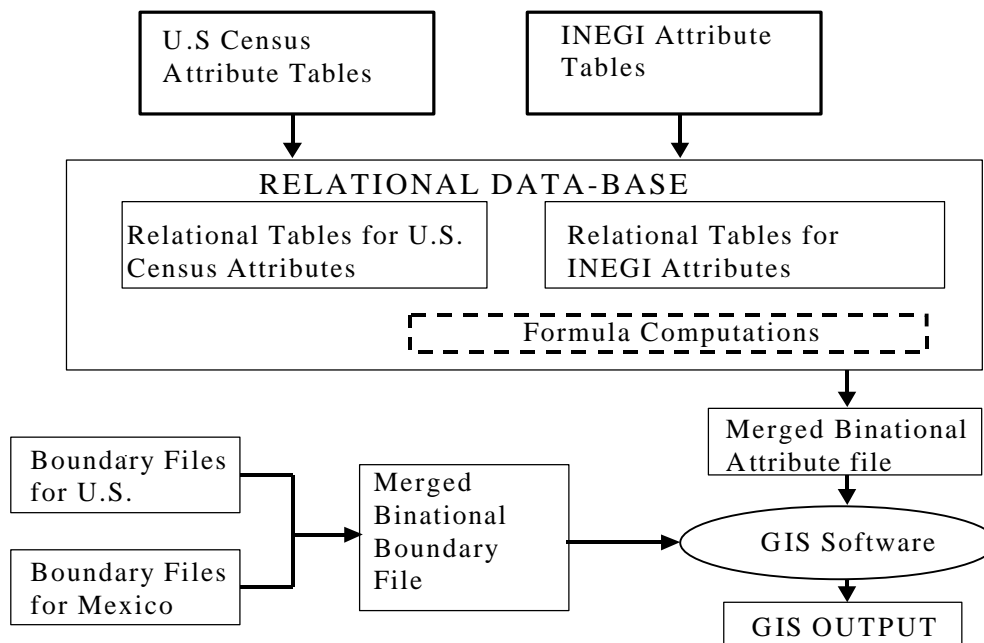 U.S Census
Attribute Tables
INEGI Attribute
Tables
RELATIONAL DATA-BASE
Relational Tables for U.S.
Census Attributes
Relational Tables for
INEGI Attributes
Formula Computations
Merged Binational
Attribute file
Boundary Files
for U.S.
Merged
Binational
Boundary
File
GIS Software
Boundary Files
for Mexico
GIS OUTPUT